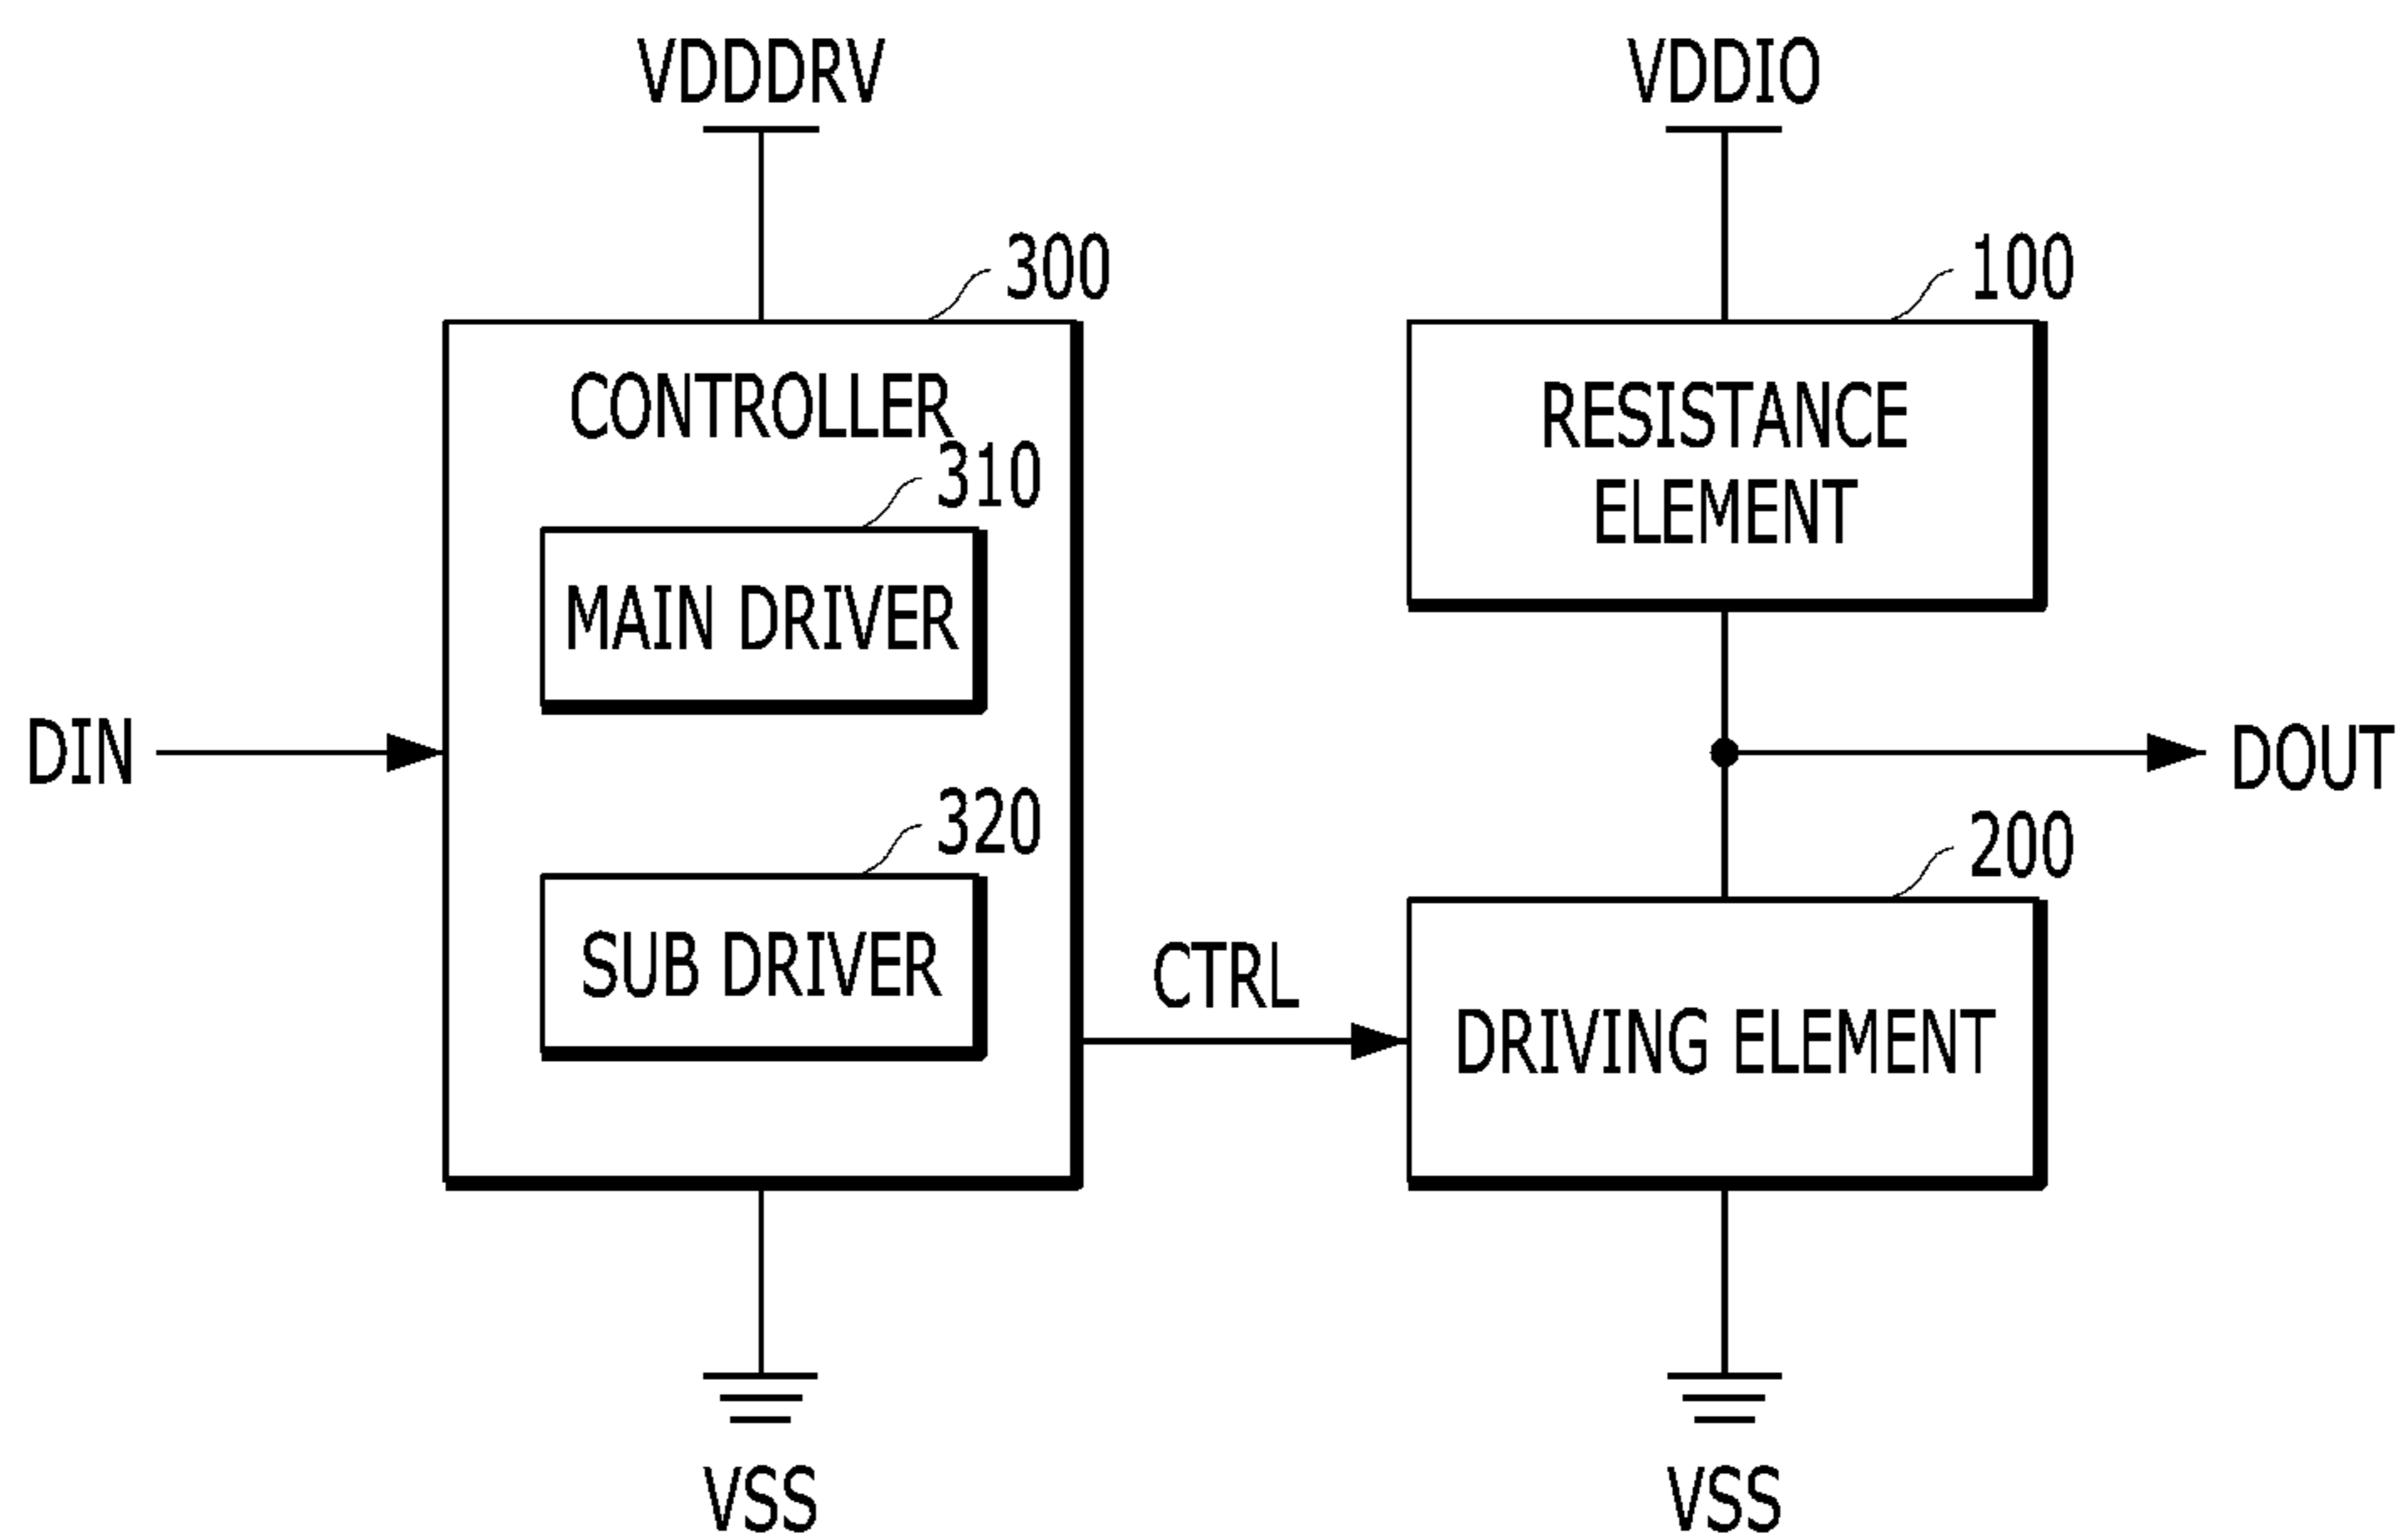 VDDDRV
VDDIO
300
100
CONTROLLER
RESISTANCE
ELEMENT
310
MAIN DRIVER
DIN
DOUT
320
200
SUB DRIVER
CTRL
DRIVING ELEMENT
VSS
VSS